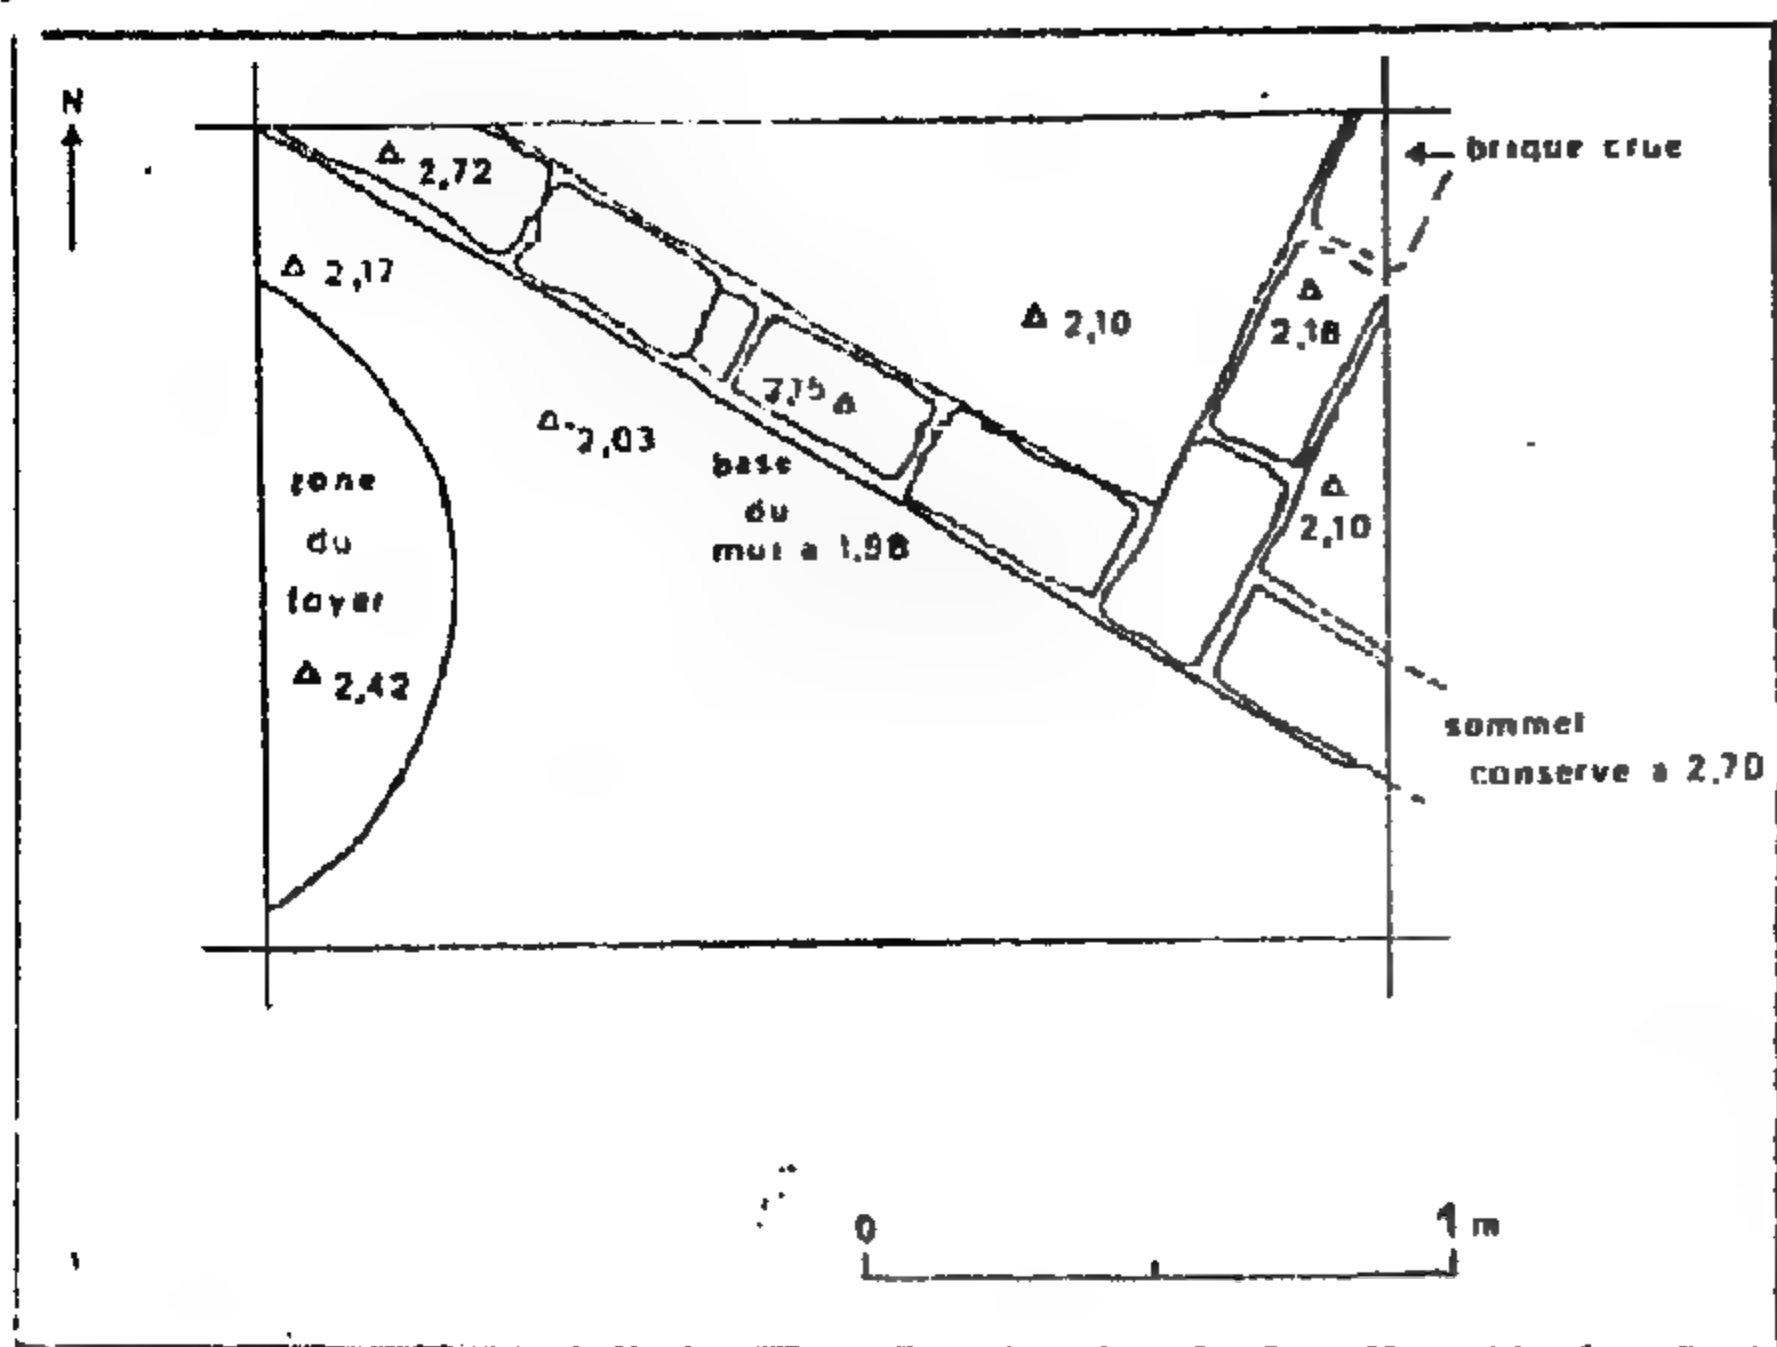 N
brique crue
2,72
2,17
2,10
2,18
2,03
base
du
mur a 1,98
zone
du
foyer
2,42
2,10
sommet
conserve a 2,70
0
1 m